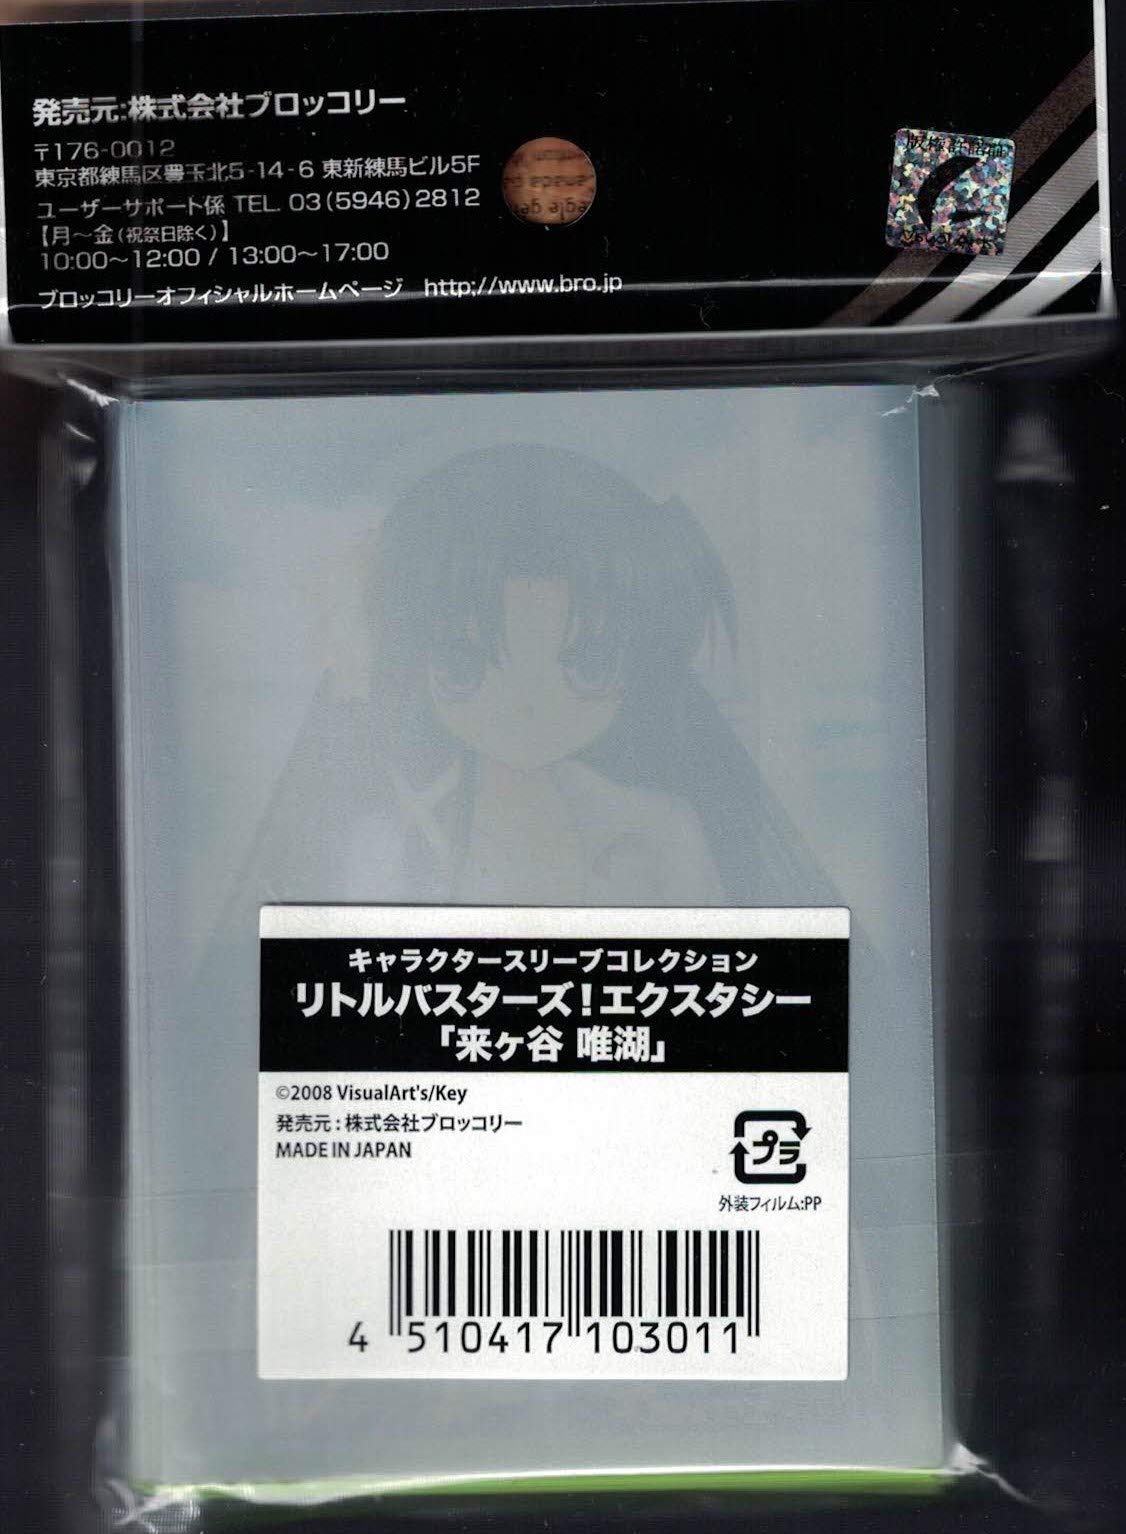 発売元:株式会社ブロッコリー
〒176-0012
東京都練馬区豊玉北5-14-6 東新練馬ビル5F
ユーザーサポート係 TEL. 03(5946)2812
【月〜金(祝祭日除く)】
10:00〜12:00 / 13:00〜17:00
ブロッコリーオフィシャルホームページ http://www.bro.jp
版権許諾証
VisualArt's
キャラクタースリーブコレクション
リトルバスターズ!エクスタシー
「来ヶ谷 唯湖」
©2008 VisualArt's/Key
発売元:株式会社ブロッコリー
MADE IN JAPAN
プラ
外装フィルム:PP
4 510417 103011